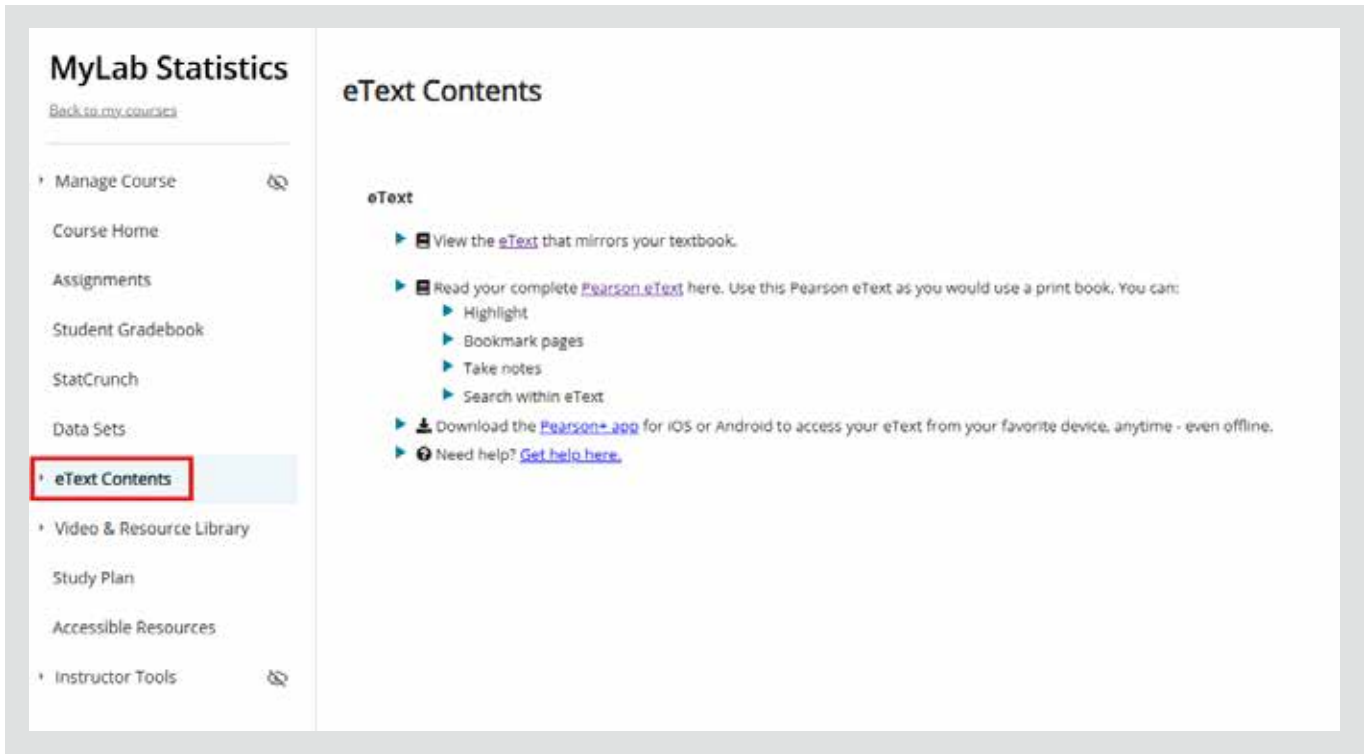 MyLab Statistics
Back to my courses
Manage Course
Course Home
Assignments
Student Gradebook
StatCrunch
Data Sets
eText Contents
Video & Resource Library
Study Plan
Accessible Resources
Instructor Tools
eText Contents
eText
View the eText that mirrors your textbook.
Read your complete Pearson eText here. Use this Pearson eText as you would use a print book. You can:
Highlight
Bookmark pages
Take notes
Search within eText
Download the Pearson+ app for iOS or Android to access your eText from your favorite device, anytime - even offline.
Need help? Get help here.